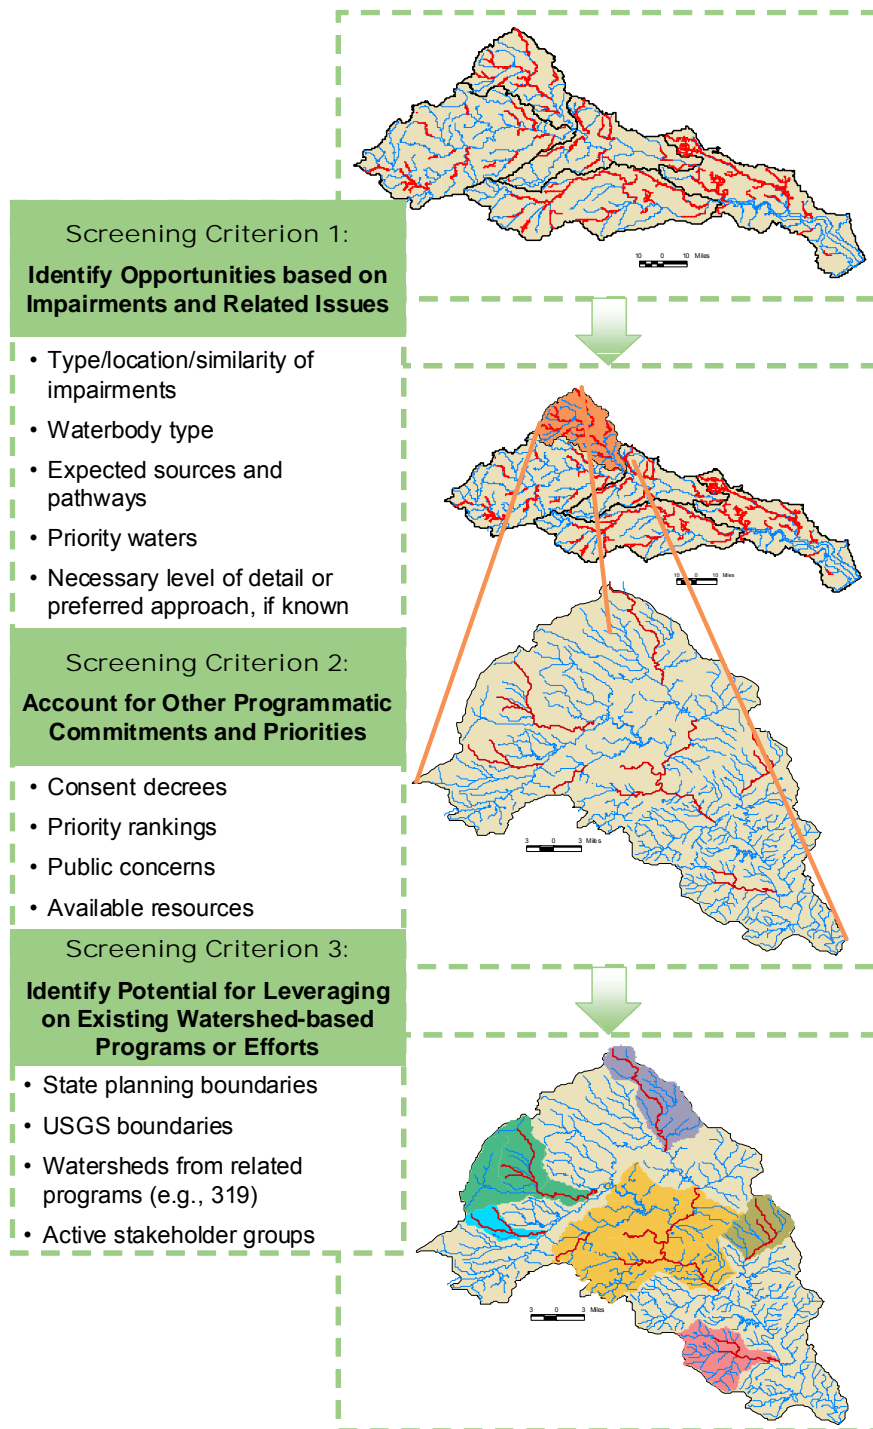 Screening Criterion 1:
Identify Opportunities based on
Impairments and Related Issues
• Type/location/similarity of
impairments
• Waterbody type
• Expected sources and
pathways
• Priority waters
• Necessary level of detail or
preferred approach, if known
Screening Criterion 2:
Account for Other Programmatic
Commitments and Priorities
• Consent decrees
• Priority rankings
• Public concerns
• Available resources
Screening Criterion 3:
Identify Potential for Leveraging
on Existing Watershed-based
Programs or Efforts
• State planning boundaries
• USGS boundaries
• Watersheds from related
programs (e.g., 319)
• Active stakeholder groups
10 0 10 Miles
10 0 10 Miles
3 0 3 Miles
3 0 3 Miles